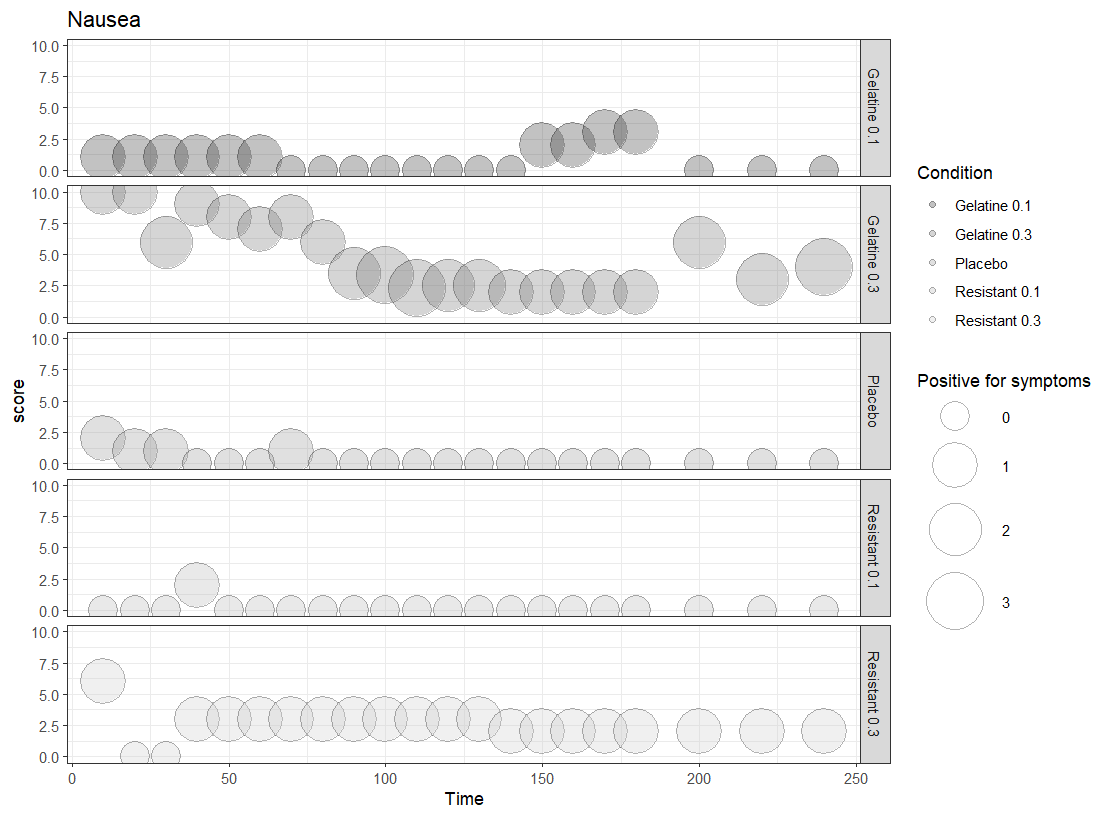 Nausea
10.0
7.5
5.0
2.5
0.0
Gelatine 0.1
10.0
7.5
5.0
2.5
0.0
Gelatine 0.3
10.0
7.5
5.0
2.5
0.0
Placebo
10.0
7.5
5.0
2.5
0.0
Resistant 0.1
10.0
7.5
5.0
2.5
0.0
Resistant 0.3
score
0 50 100 150 200 250
Time
Condition
Gelatine 0.1
Gelatine 0.3
Placebo
Resistant 0.1
Resistant 0.3
Positive for symptoms
0
1
2
3